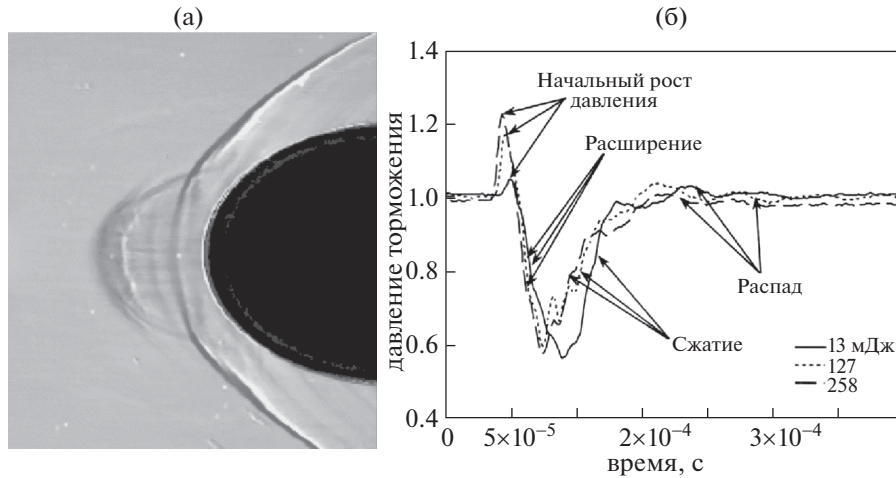 (а)
(б)
1.4
1.2
1.0
0.8
0.6
0.4
давление торможения
Начальный рост
давления
Расширение
Сжатие
Распад
13 мДж
127
258
0
5×10⁻⁵
2×10⁻⁴
3×10⁻⁴
время, с